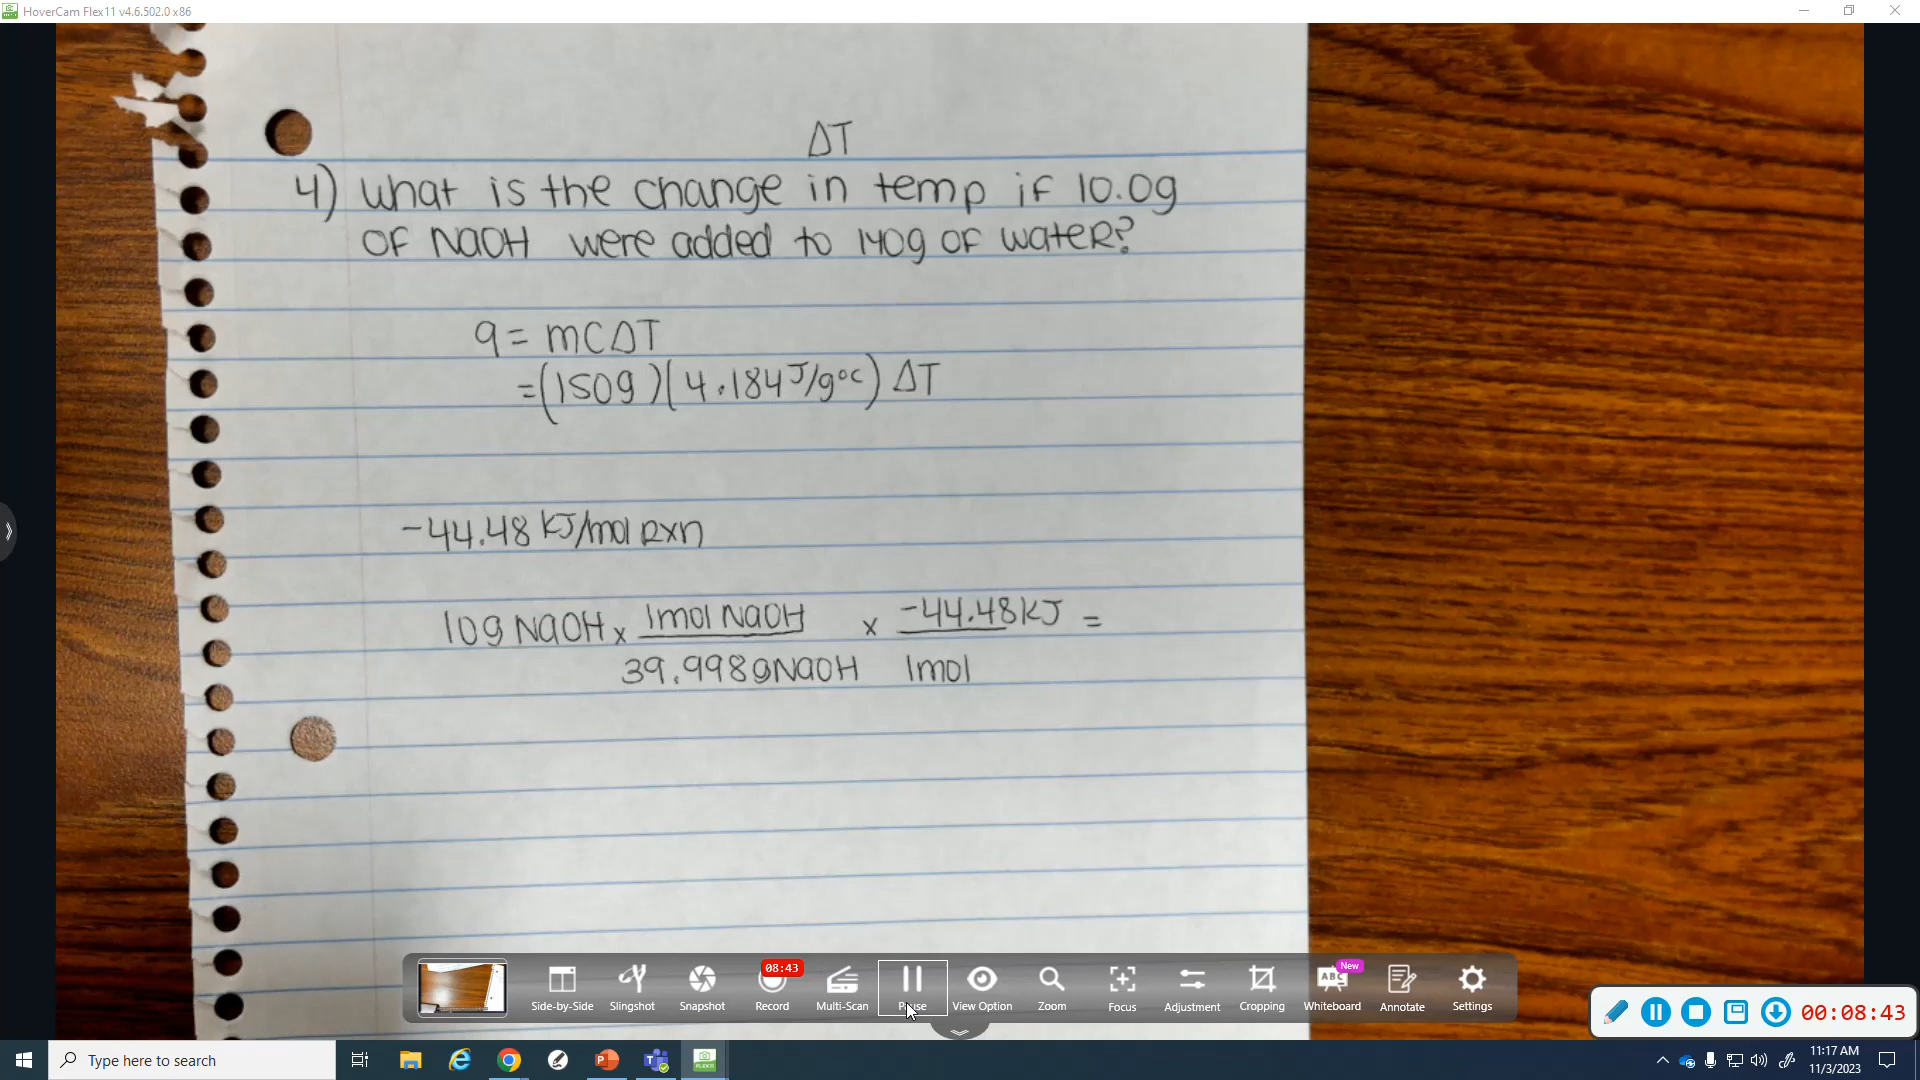 HoverCam Flex11 v4.6.502.0 x86
ΔT
4) What is the change in temp if 10.0g
of NaOH were added to 140g of water?
q = mCΔT
=(150g)(4.184J/g°C) ΔT
-44.48 KJ/mol Rxn
10g NaOH x 1mol NaOH x -44.48KJ =
39.998gNaOH 1mol
08:43
New
Side-by-Side Slingshot Snapshot Record Multi-Scan Pause View Option Zoom Focus Adjustment Cropping Whiteboard Annotate Settings
00:08:43
Type here to search
11:17 AM
11/3/2023